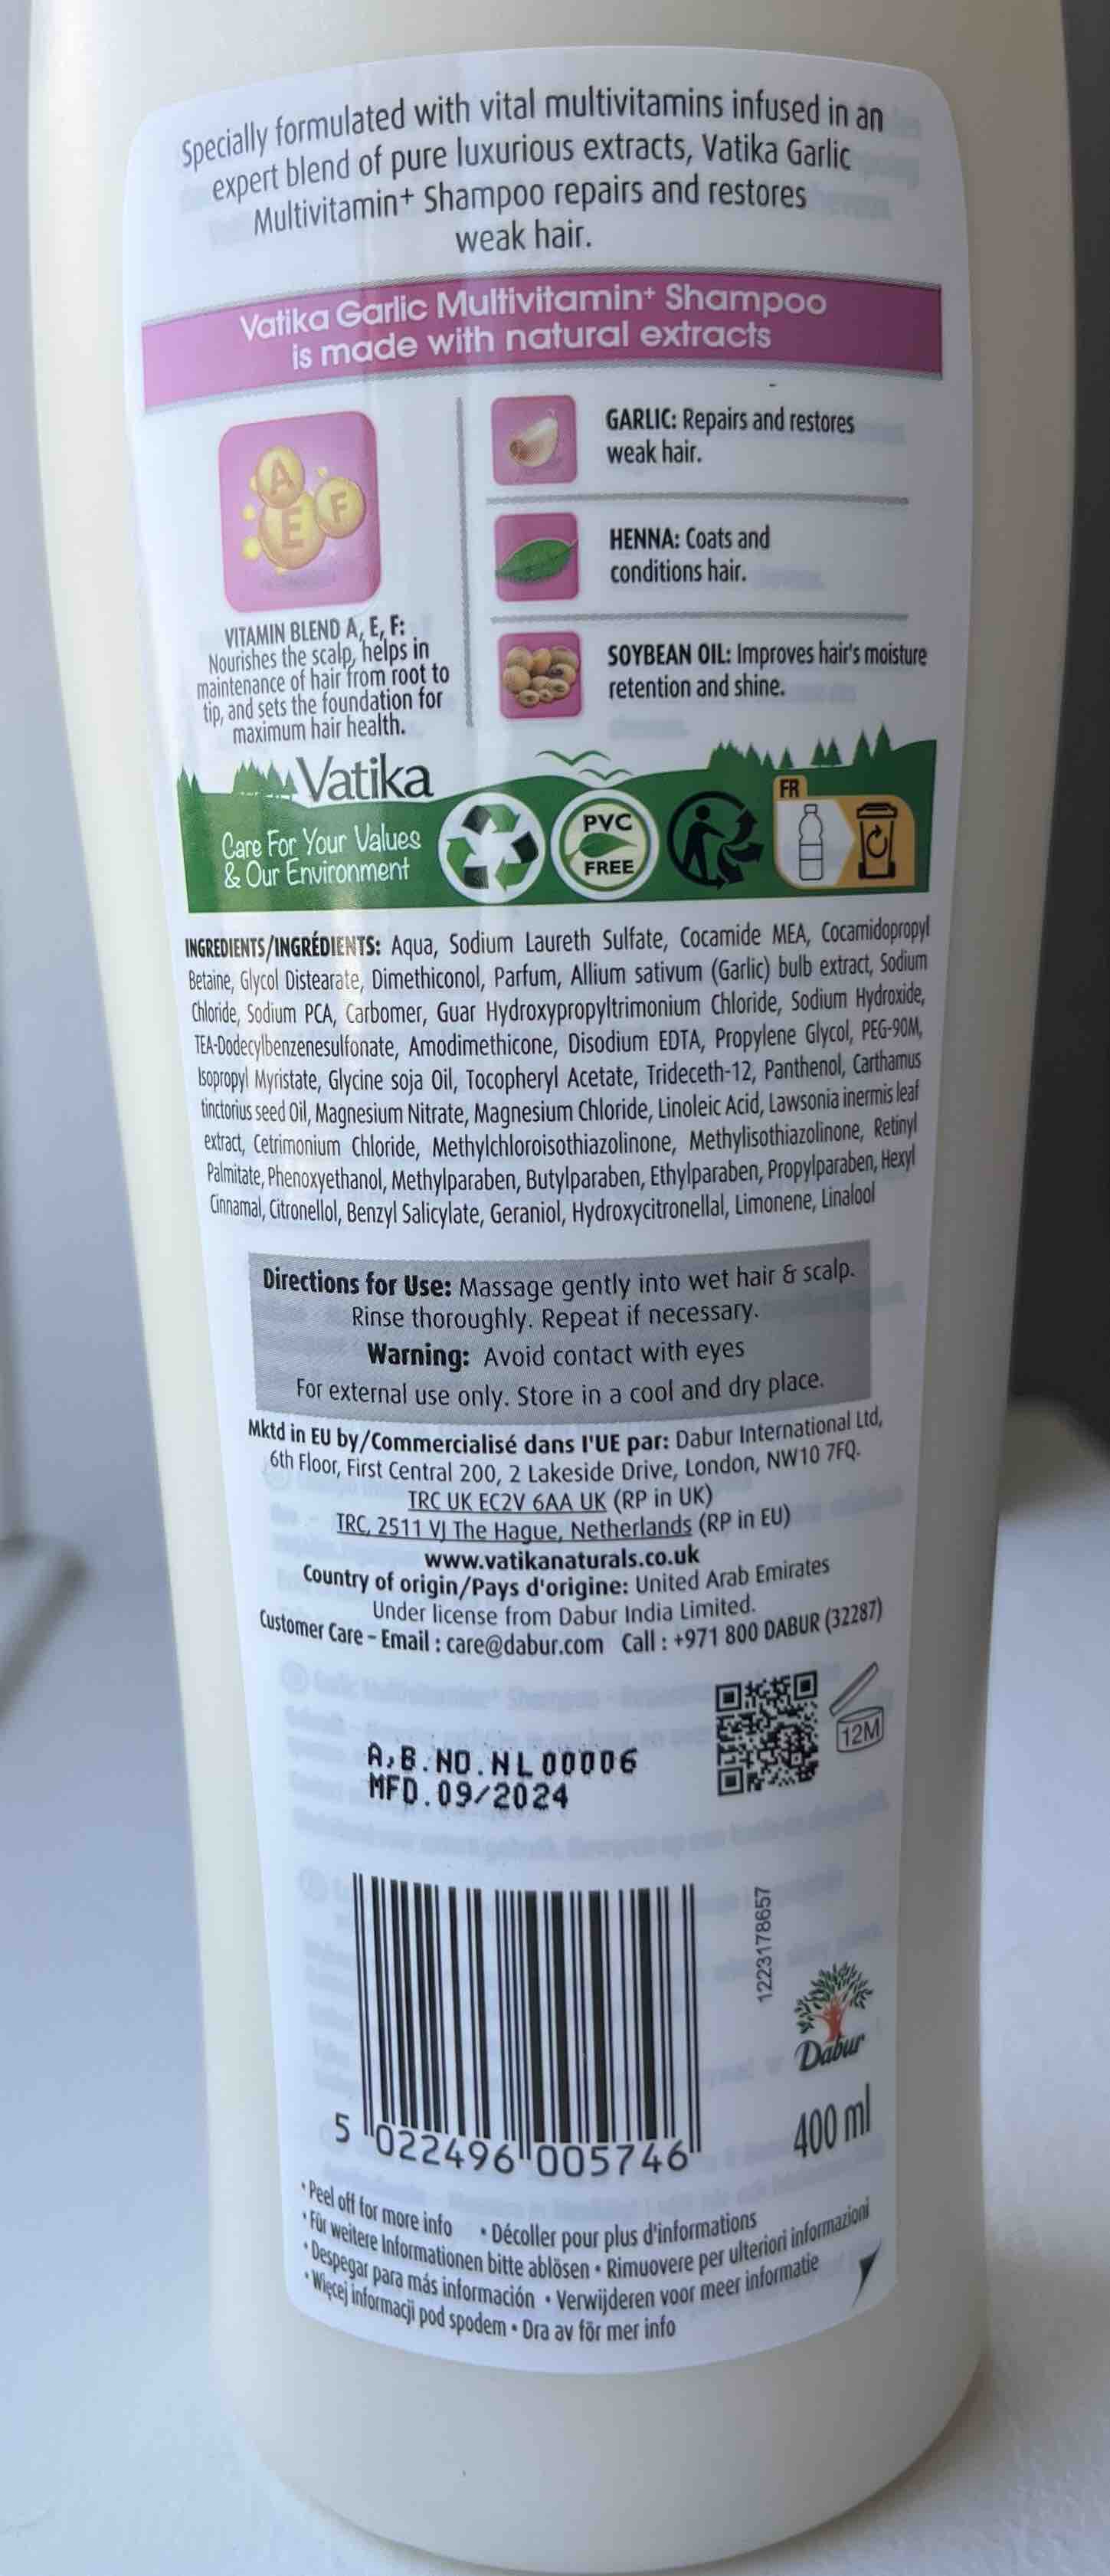 Specially formulated with vital multivitamins infused in an
expert blend of pure luxurious extracts, Vatika Garlic
Multivitamin⁺ Shampoo repairs and restores
weak hair.
Vatika Garlic Multivitamin⁺ Shampoo
is made with natural extracts
A
E
F
VITAMIN BLEND A, E, F:
Nourishes the scalp, helps in
maintenance of hair from root to
tip, and sets the foundation for
maximum hair health.
GARLIC: Repairs and restores
weak hair.
HENNA: Coats and
conditions hair.
SOYBEAN OIL: Improves hair's moisture
retention and shine.
Vatika
Care For Your Values
& Our Environment
PVC
FREE
FR
INGREDIENTS/INGRÉDIENTS: Aqua, Sodium Laureth Sulfate, Cocamide MEA, Cocamidopropyl
Betaine, Glycol Distearate, Dimethiconol, Parfum, Allium sativum (Garlic) bulb extract, Sodium
Chloride, Sodium PCA, Carbomer, Guar Hydroxypropyltrimonium Chloride, Sodium Hydroxide,
TEA-Dodecylbenzenesulfonate, Amodimethicone, Disodium EDTA, Propylene Glycol, PEG-90M,
Isopropyl Myristate, Glycine soja Oil, Tocopheryl Acetate, Trideceth-12, Panthenol, Carthamus
tinctorius seed Oil, Magnesium Nitrate, Magnesium Chloride, Linoleic Acid, Lawsonia inermis leaf
extract, Cetrimonium Chloride, Methylchloroisothiazolinone, Methylisothiazolinone, Retinyl
Palmitate, Phenoxyethanol, Methylparaben, Butylparaben, Ethylparaben, Propylparaben, Hexyl
Cinnamal, Citronellol, Benzyl Salicylate, Geraniol, Hydroxycitronellal, Limonene, Linalool
Directions for Use: Massage gently into wet hair & scalp.
Rinse thoroughly. Repeat if necessary.
Warning: Avoid contact with eyes
For external use only. Store in a cool and dry place.
Mktd in EU by/Commercialisé dans l'UE par: Dabur International Ltd,
6th Floor, First Central 200, 2 Lakeside Drive, London, NW10 7FQ.
TRC UK EC2V 6AA UK (RP in UK)
TRC, 2511 VJ The Hague, Netherlands (RP in EU)
www.vatikanaturals.co.uk
Country of origin/Pays d'origine: United Arab Emirates
Under license from Dabur India Limited.
Customer Care – Email : care@dabur.com Call : +971 800 DABUR (32287)
12M
A,B.NO.NL00006
MFD.09/2024
1223178657
Dabur
400 ml
5 022496 005746
• Peel off for more info • Décoller pour plus d'informations
• Für weitere Informationen bitte ablösen • Rimuovere per ulteriori informazioni
• Despegar para más información • Verwijderen voor meer informatie
• Więcej informacji pod spodem • Dra av för mer info